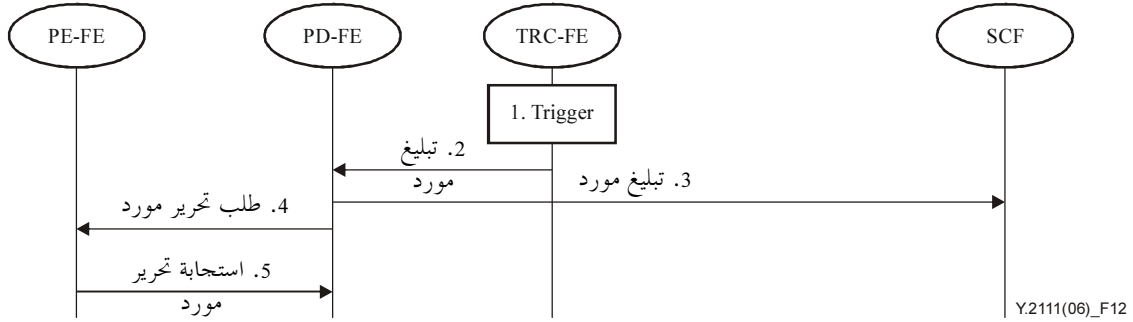 PE-FE
PD-FE
TRC-FE
SCF
1. Trigger
2. تبليغ
مورد
3. تبليغ مورد
4. طلب تحرير مورد
5. استجابة تحرير
مورد
Y.2111(06)_F12